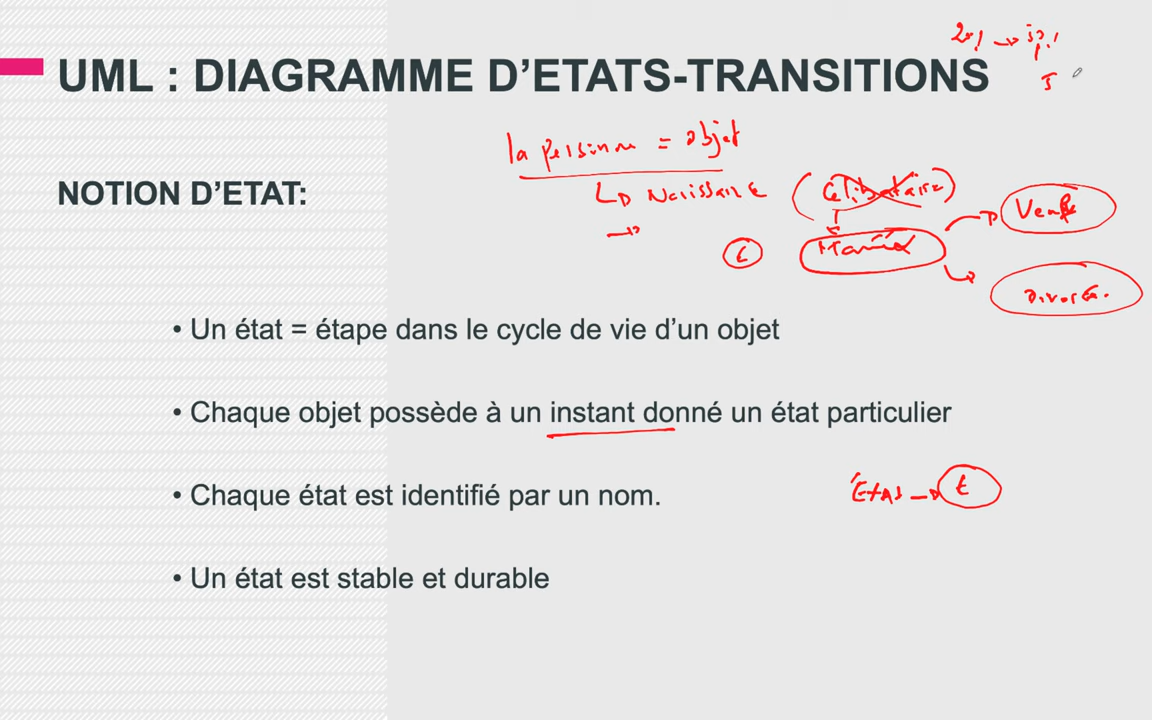 UML : DIAGRAMME D’ETATS-TRANSITIONS
la personne = objet
NOTION D’ETAT:
Naissance (Célibataire)
Marié
Veuf
t
Divorcé.
• Un état = étape dans le cycle de vie d’un objet
• Chaque objet possède à un instant donné un état particulier
• Chaque état est identifié par un nom.
Etat → t
• Un état est stable et durable